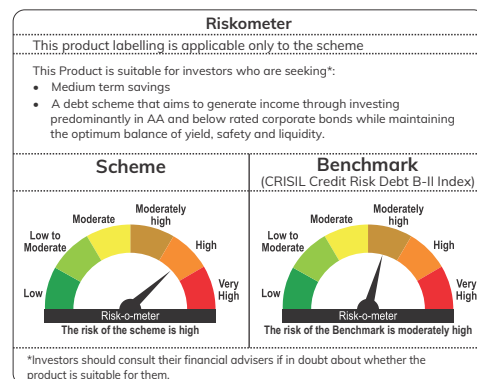 Riskometer
This product labelling is applicable only to the scheme
This Product is suitable for investors who are seeking*:
• Medium term savings
• A debt scheme that aims to generate income through investing
predominantly in AA and below rated corporate bonds while maintaining
the optimum balance of yield, safety and liquidity.
Scheme
Low
Low to
Moderate
Moderate
Moderately
high
High
Very
High
Risk-o-meter
The risk of the scheme is high
Benchmark
(CRISIL Credit Risk Debt B-II Index)
Low
Low to
Moderate
Moderate
Moderately
high
High
Very
High
Risk-o-meter
The risk of the Benchmark is moderately high
*Investors should consult their financial advisers if in doubt about whether the
product is suitable for them.